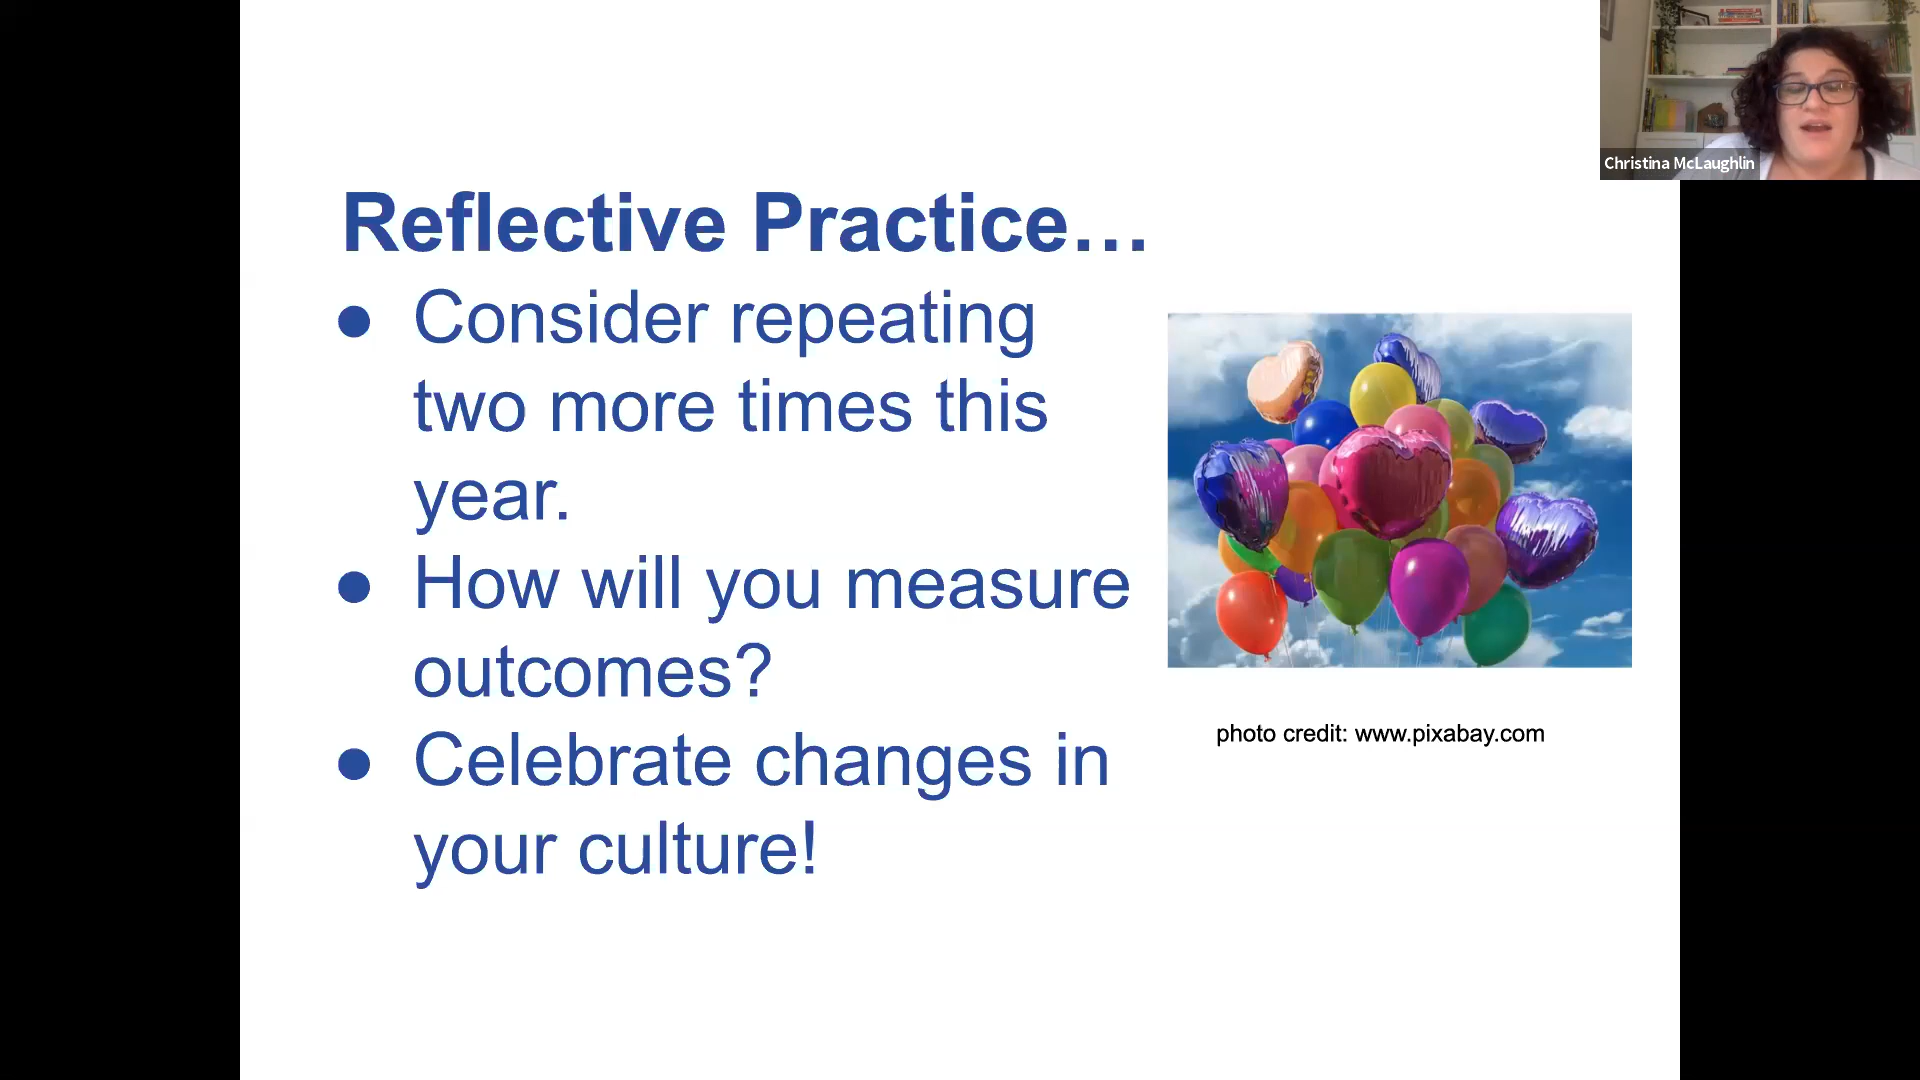 Christina McLaughlin
Reflective Practice…
● Consider repeating
two more times this
year.
● How will you measure
outcomes?
● Celebrate changes in
your culture!
photo credit: www.pixabay.com